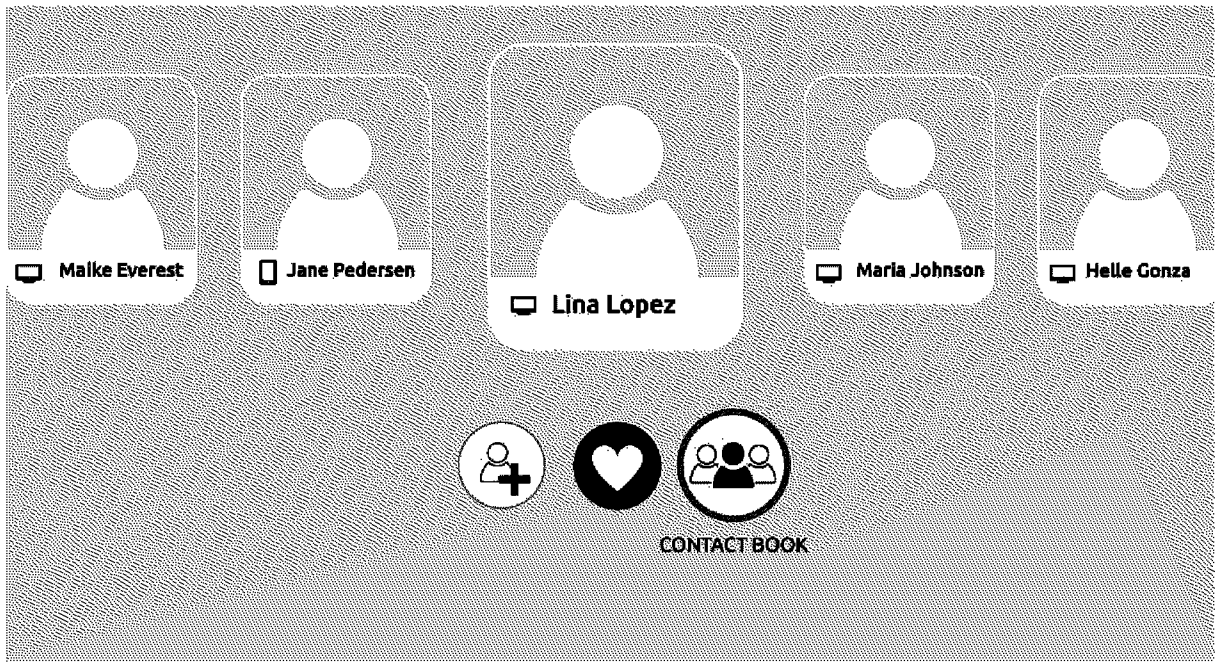 Maike Everest
Jane Pedersen
Lina Lopez
Maria Johnson
Helle Gonza
CONTACT BOOK